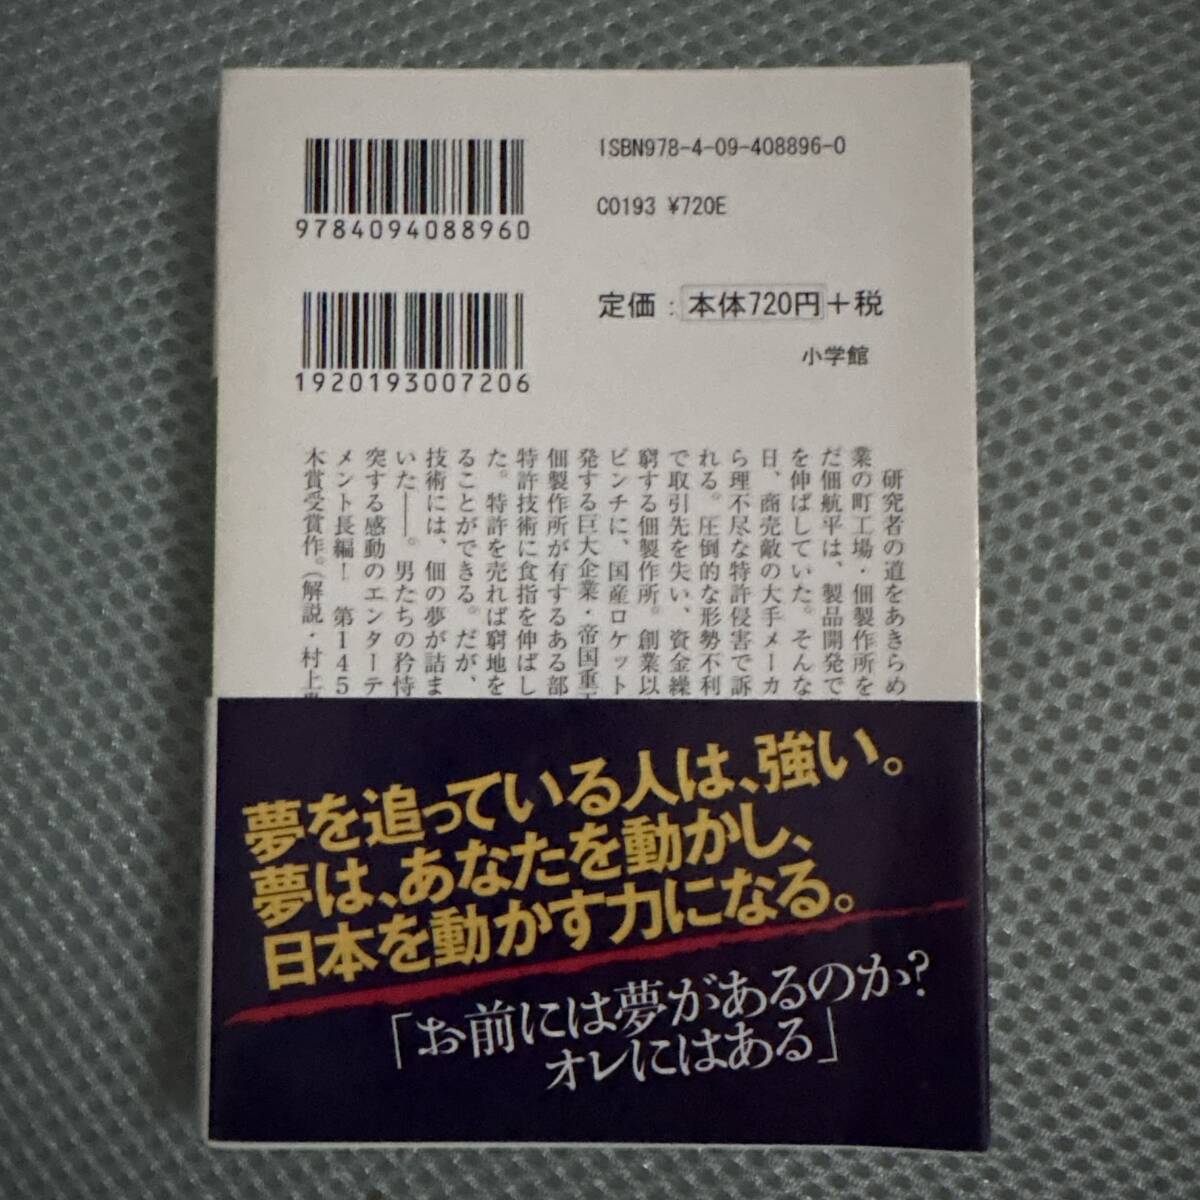 ISBN978-4-09-408896-0
9784094088960
C0193 ¥720E
定価：本体720円＋税
1920193007206
小学館
研究者の道をあきらめ
業の町工場・佃製作所を
だ佃航平は、製品開発で
を伸ばしていた。そんな
日、商売敵の大手メーカ
ら理不尽な特許侵害で訴
れる。圧倒的な形勢不利
で取引先を失い、資金繰
窮する佃製作所。創業以
ピンチに、国産ロケット
発する巨大企業・帝国重
佃製作所が有するある部
特許技術に食指を伸ばし
た。特許を売れば窮地を
ることができる。だが、
技術には、佃の夢が詰ま
いた――。男たちの矜恃
突する感動のエンターテ
メント長編！　第145
木賞受賞作。（解説・村上
夢を追っている人は、強い。
夢は、あなたを動かし、
日本を動かす力になる。
「お前には夢があるのか？
オレにはある」